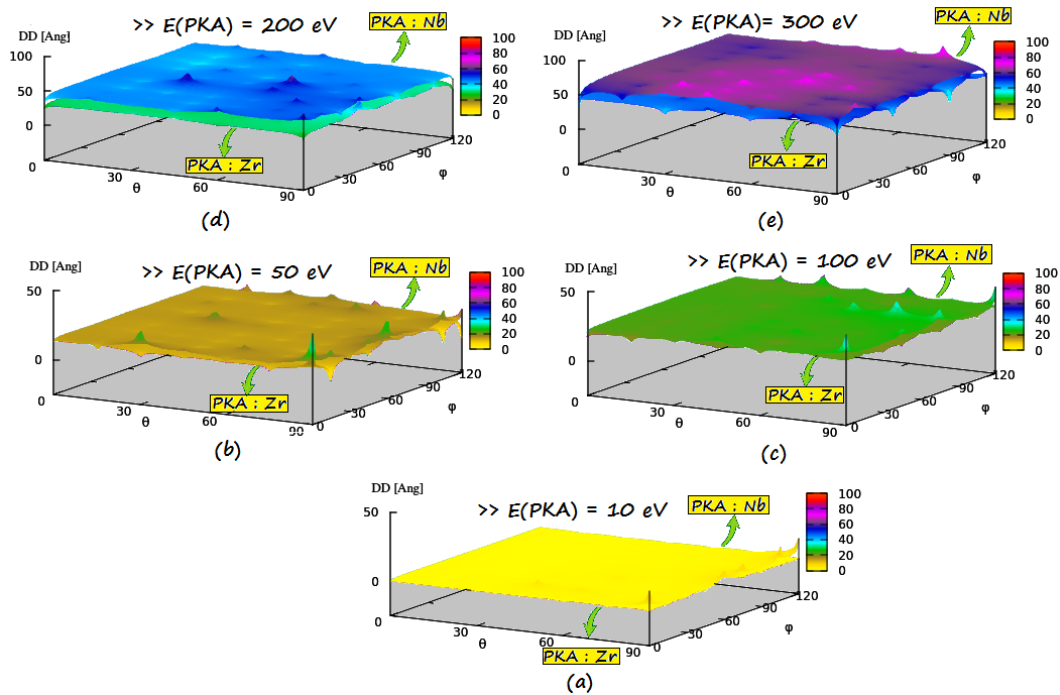 DD [Ang]
>> E(PKA) = 200 eV
PKA : Nb
100
50
0
100
80
60
40
20
0
PKA : Zr
0
30
60
90
θ
0
30
60
90
120
φ
(d)
DD [Ang]
>> E(PKA)= 300 eV
PKA : Nb
100
50
0
100
80
60
40
20
0
PKA : Zr
0
30
60
90
θ
0
30
60
90
120
φ
(e)
DD [Ang]
>> E(PKA) = 50 eV
PKA : Nb
50
0
100
80
60
40
20
0
PKA : Zr
0
30
60
90
θ
0
30
60
90
120
φ
(b)
DD [Ang]
>> E(PKA) = 100 eV
PKA : Nb
50
0
100
80
60
40
20
0
PKA : Zr
0
30
60
90
θ
0
30
60
90
120
φ
(c)
DD [Ang]
>> E(PKA) = 10 eV
PKA : Nb
50
0
100
80
60
40
20
0
PKA : Zr
0
30
60
90
θ
0
30
60
90
120
φ
(a)